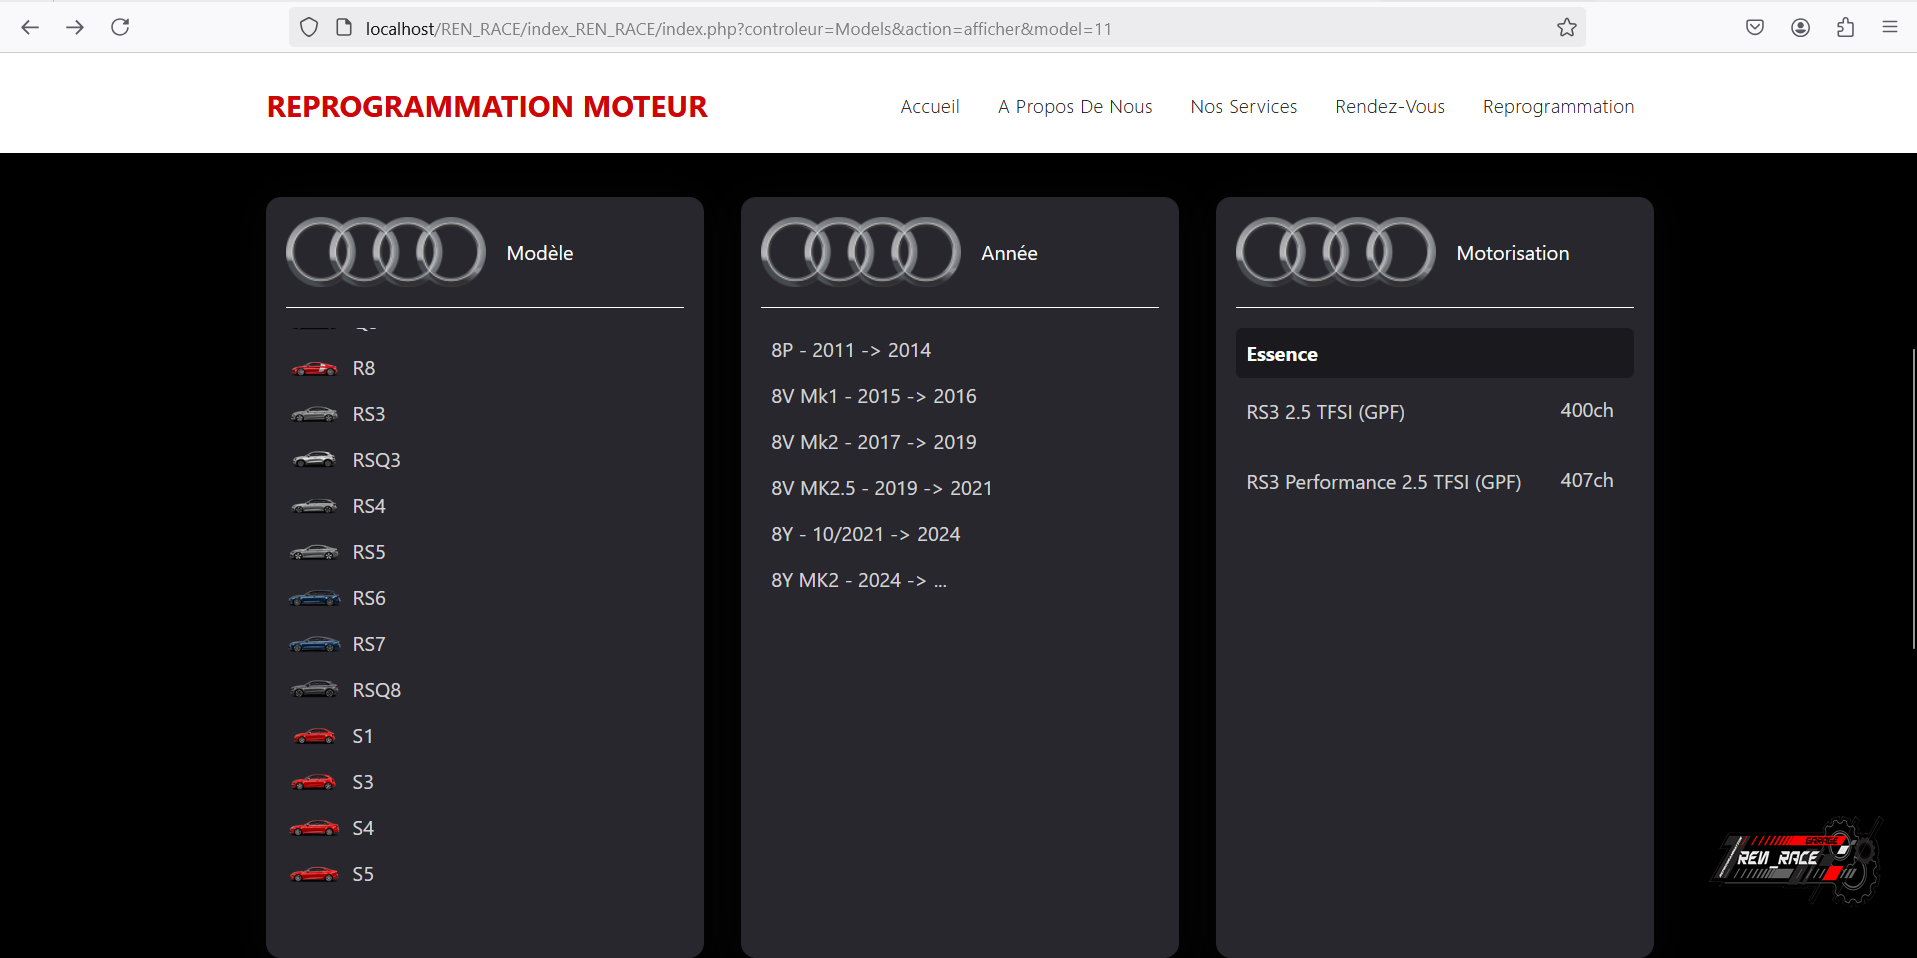 localhost/REN_RACE/index_REN_RACE/index.php?controleur=Models&action=afficher&model=11
REPROGRAMMATION MOTEUR
Accueil
A Propos De Nous
Nos Services
Rendez-Vous
Reprogrammation
Modèle
R8
RS3
RSQ3
RS4
RS5
RS6
RS7
RSQ8
S1
S3
S4
S5
Année
8P - 2011 -> 2014
8V Mk1 - 2015 -> 2016
8V Mk2 - 2017 -> 2019
8V MK2.5 - 2019 -> 2021
8Y - 10/2021 -> 2024
8Y MK2 - 2024 -> ...
Motorisation
Essence
RS3 2.5 TFSI (GPF) 400ch
RS3 Performance 2.5 TFSI (GPF) 407ch
GARAGE
REN_RACE